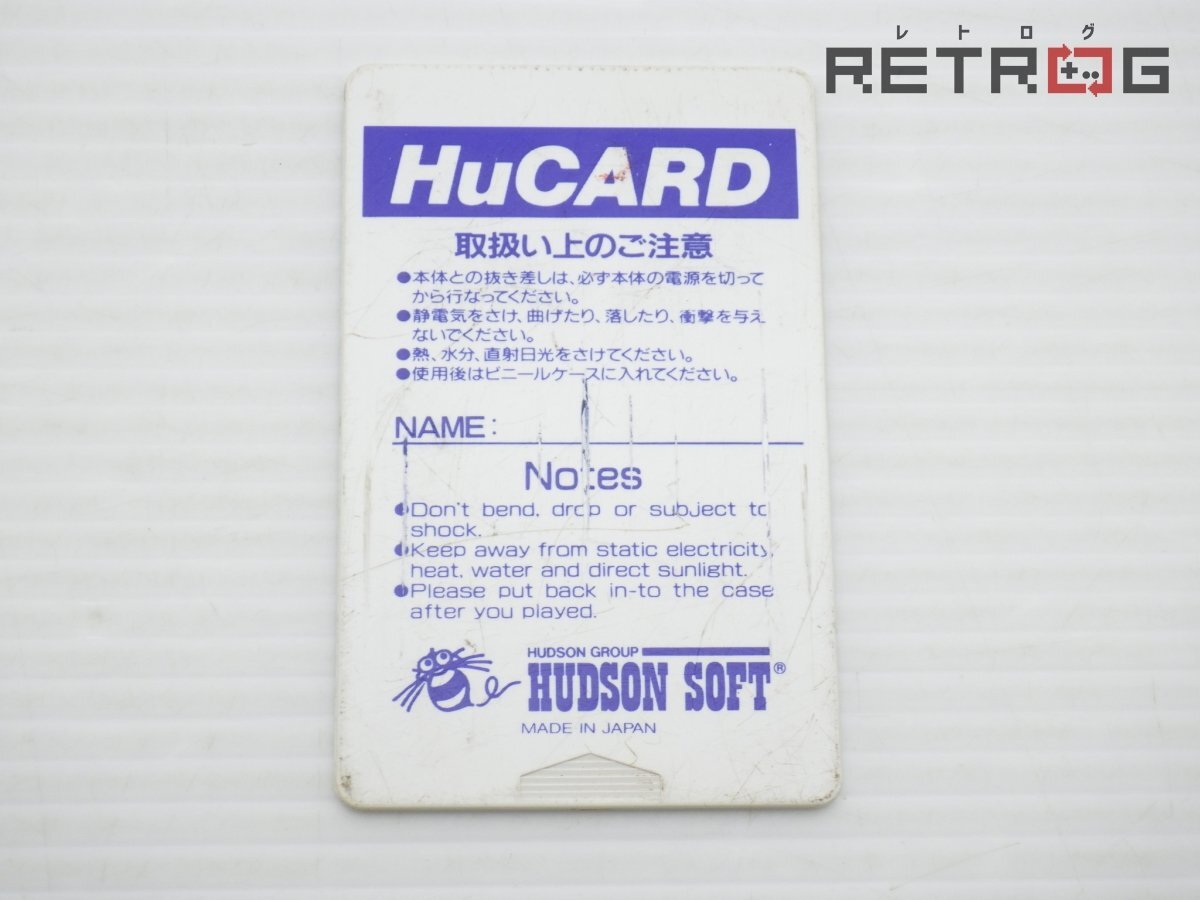 レトログ
RETROG
HuCARD
取扱い上のご注意
●本体との抜き差しは、必ず本体の電源を切って
から行なってください。
●静電気をさけ、曲げたり、落したり、衝撃を与え
ないでください。
●熱、水分、直射日光をさけてください。
●使用後はビニールケースに入れてください。
NAME:
Notes
●Don't bend, drop or subject to
shock.
●Keep away from static electricity,
heat, water and direct sunlight.
●Please put back in-to the case
after you played.
HUDSON GROUP
HUDSON SOFT®
MADE IN JAPAN